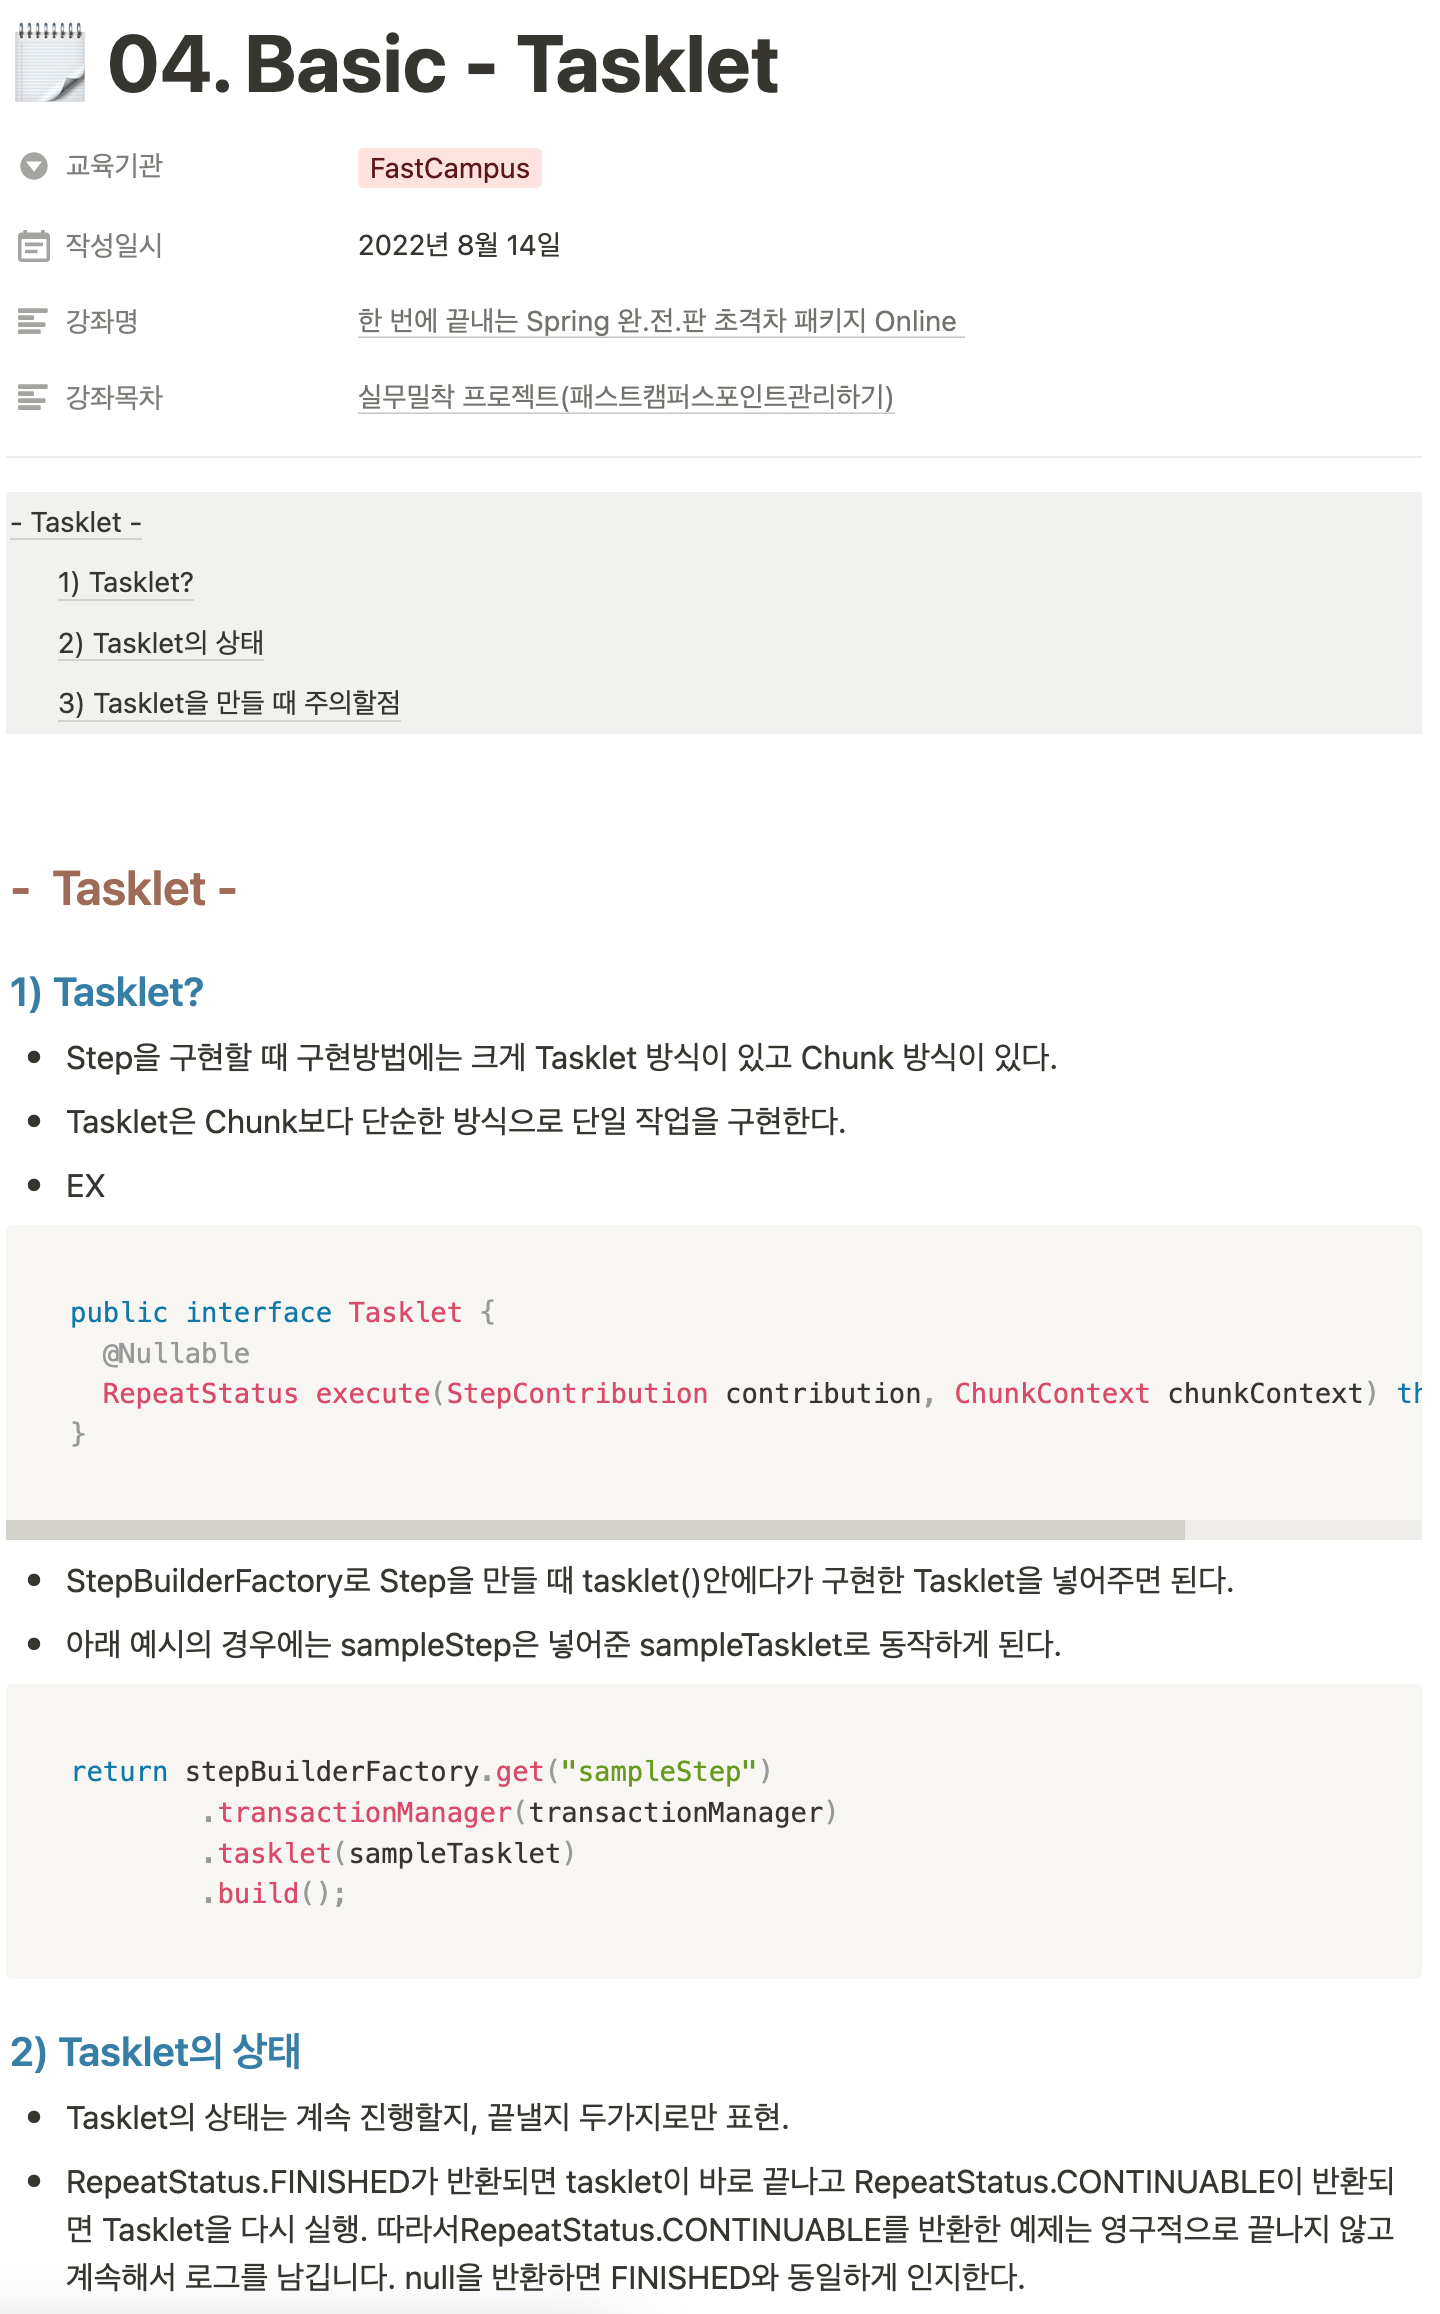 04. Basic - Tasklet
교육기관 FastCampus
작성일시 2022년 8월 14일
강좌명 한 번에 끝내는 Spring 완.전.판 초격차 패키지 Online
강좌목차 실무밀착 프로젝트(패스트캠퍼스포인트관리하기)
- Tasklet -
1) Tasklet?
2) Tasklet의 상태
3) Tasklet을 만들 때 주의할점
- Tasklet -
1) Tasklet?
• Step을 구현할 때 구현방법에는 크게 Tasklet 방식이 있고 Chunk 방식이 있다.
• Tasklet은 Chunk보다 단순한 방식으로 단일 작업을 구현한다.
• EX
public interface Tasklet {
@Nullable
RepeatStatus execute(StepContribution contribution, ChunkContext chunkContext) th
}
• StepBuilderFactory로 Step을 만들 때 tasklet()안에다가 구현한 Tasklet을 넣어주면 된다.
• 아래 예시의 경우에는 sampleStep은 넣어준 sampleTasklet로 동작하게 된다.
return stepBuilderFactory.get("sampleStep")
.transactionManager(transactionManager)
.tasklet(sampleTasklet)
.build();
2) Tasklet의 상태
• Tasklet의 상태는 계속 진행할지, 끝낼지 두가지로만 표현.
• RepeatStatus.FINISHED가 반환되면 tasklet이 바로 끝나고 RepeatStatus.CONTINUABLE이 반환되
면 Tasklet을 다시 실행. 따라서RepeatStatus.CONTINUABLE를 반환한 예제는 영구적으로 끝나지 않고
계속해서 로그를 남깁니다. null을 반환하면 FINISHED와 동일하게 인지한다.